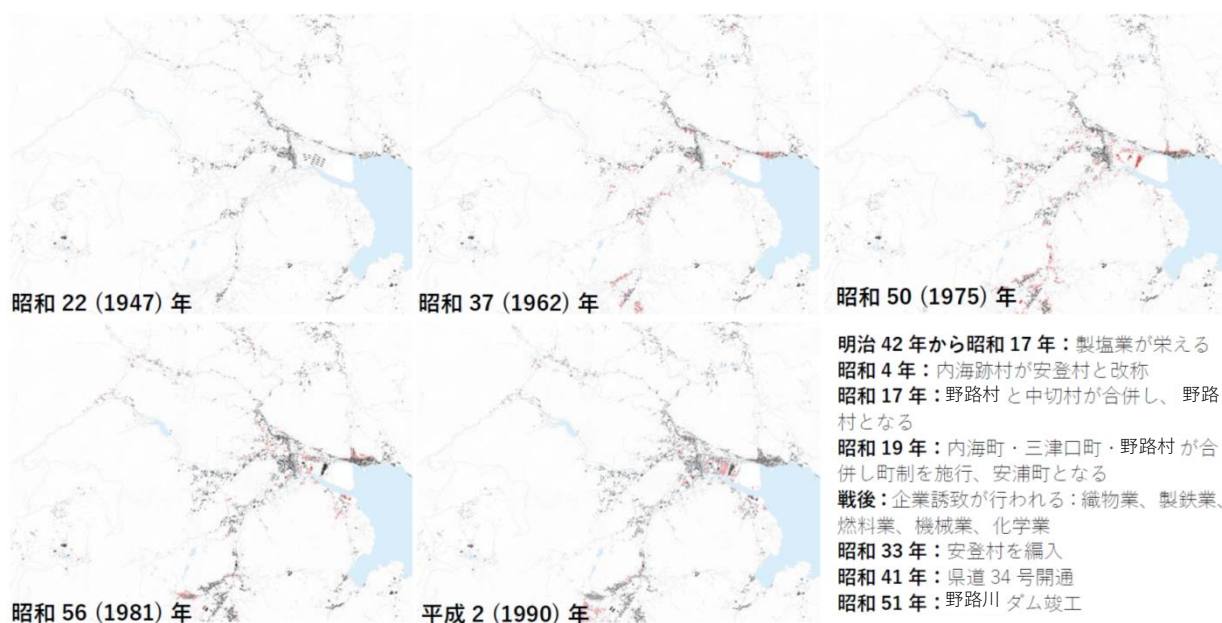 昭和 22 (1947) 年
昭和 37 (1962) 年
昭和 50 (1975) 年
昭和 56 (1981) 年
平成 2 (1990) 年
明治 42 年から昭和 17 年：製塩業が栄える
昭和 4 年：内海跡村が安登村と改称
昭和 17 年：野路村 と中切村が合併し、 野路
村となる
昭和 19 年：内海町・三津口町・野路村 が合
併し町制を施行、安浦町となる
戦後：企業誘致が行われる：織物業、製鉄業、
燃料業、機械業、化学業
昭和 33 年：安登村を編入
昭和 41 年：県道 34 号開通
昭和 51 年：野路川 ダム竣工